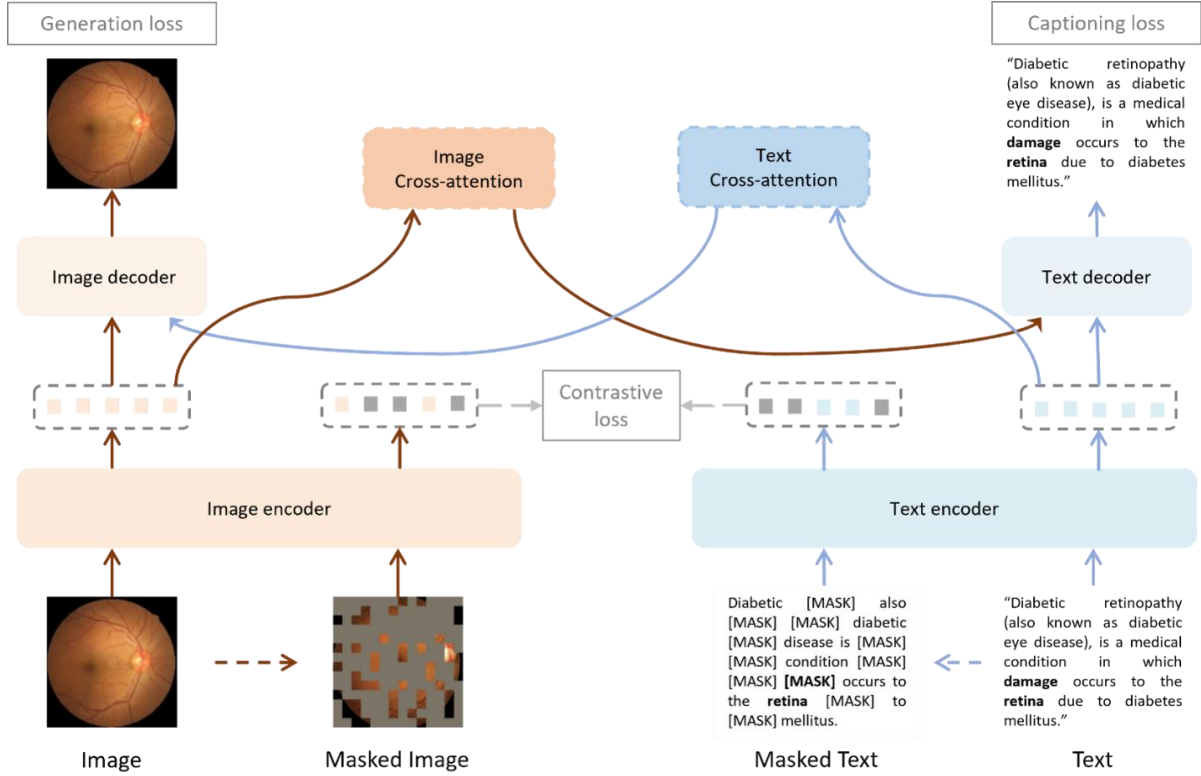 Generation loss
Captioning loss
“Diabetic retinopathy
(also known as diabetic
eye disease), is a medical
condition in which
damage occurs to the
retina due to diabetes
mellitus.”
Image
Cross-attention
Text
Cross-attention
Image decoder
Text decoder
Contrastive
loss
Image encoder
Text encoder
Diabetic [MASK] also
[MASK] [MASK] diabetic
[MASK] disease is [MASK]
[MASK] condition [MASK]
[MASK] [MASK] occurs to
the retina [MASK] to
[MASK] mellitus.
“Diabetic retinopathy
(also known as diabetic
eye disease), is a medical
condition in which
damage occurs to the
retina due to diabetes
mellitus.”
Image
Masked Image
Masked Text
Text